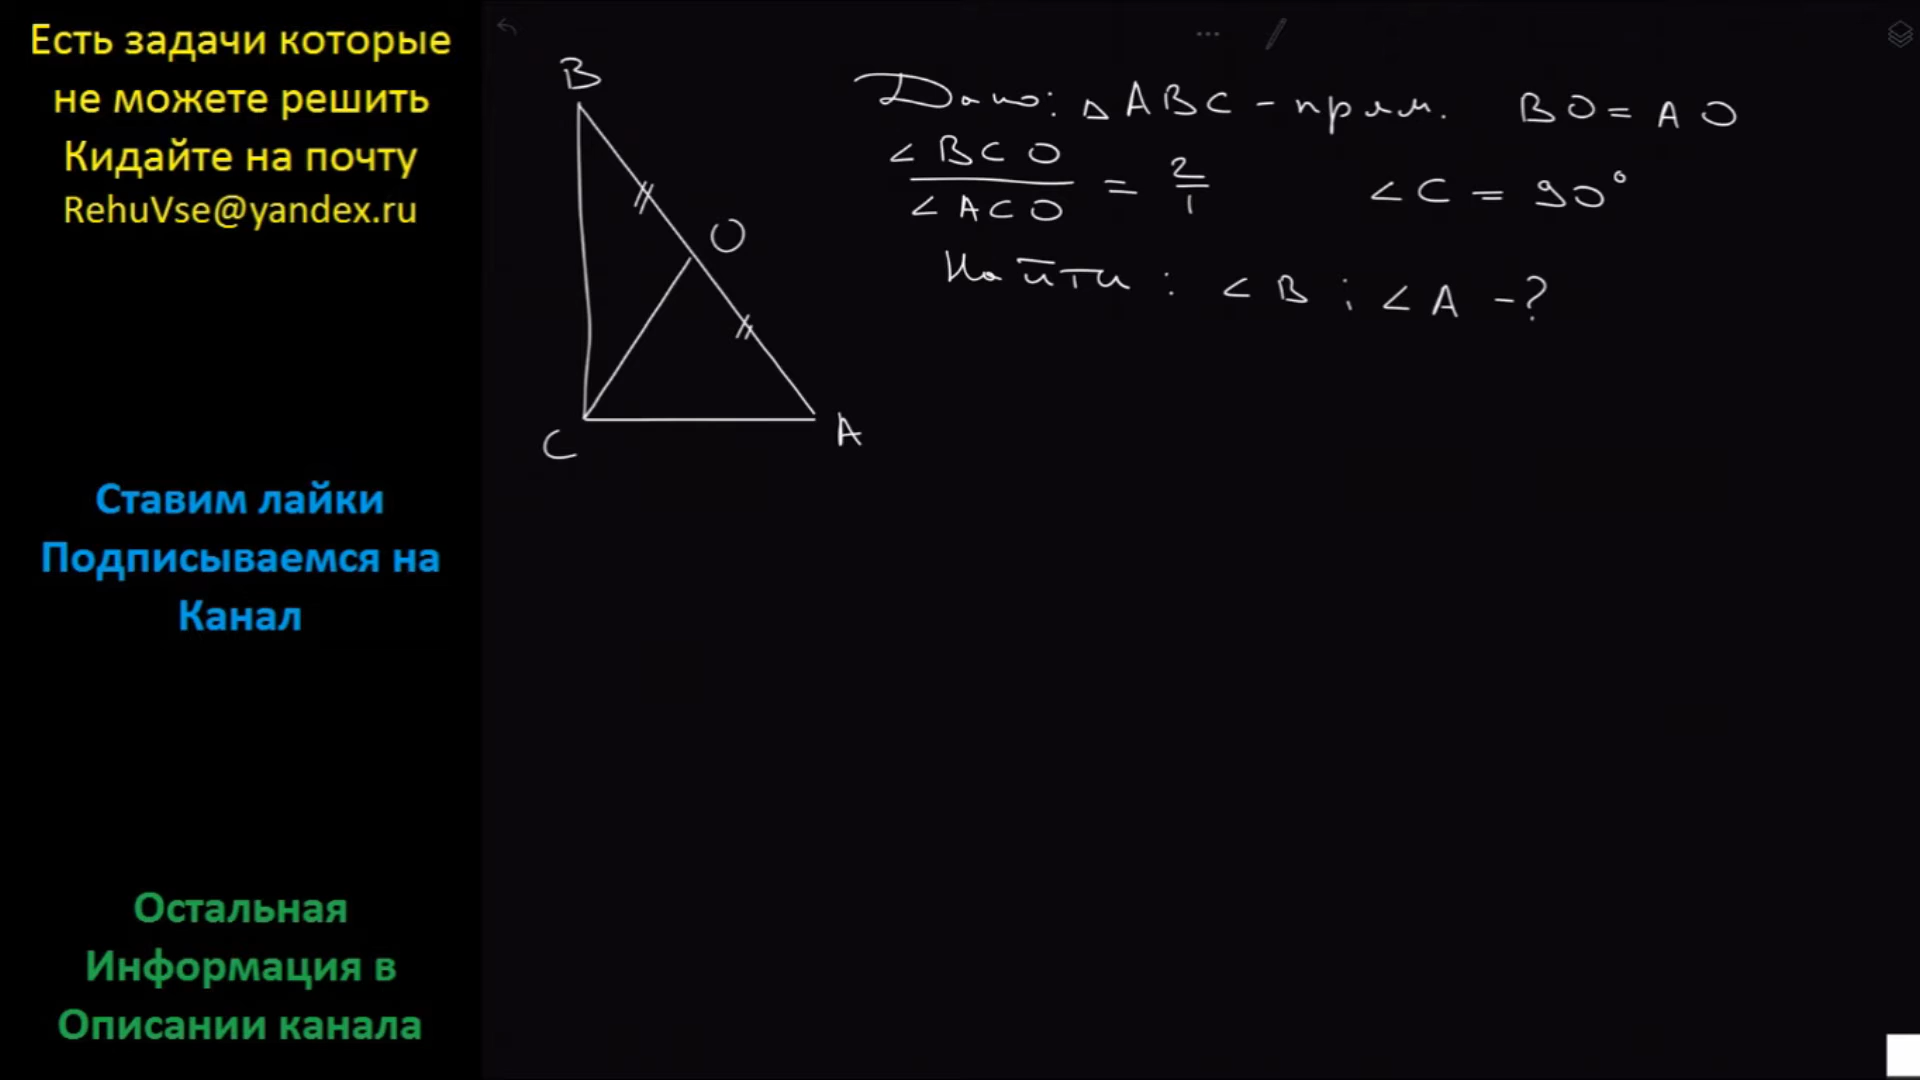 Есть задачи которые
не можете решить
Кидайте на почту
RehuVse@yandex.ru
Ставим лайки
Подписываемся на
Канал
Остальная
Информация в
Описании канала
B
O
C
A
Дано: △ABC - прям. BO = AO
∠BCO / ∠ACO = 2/1 ∠C = 90°
Найти: ∠B; ∠A - ?